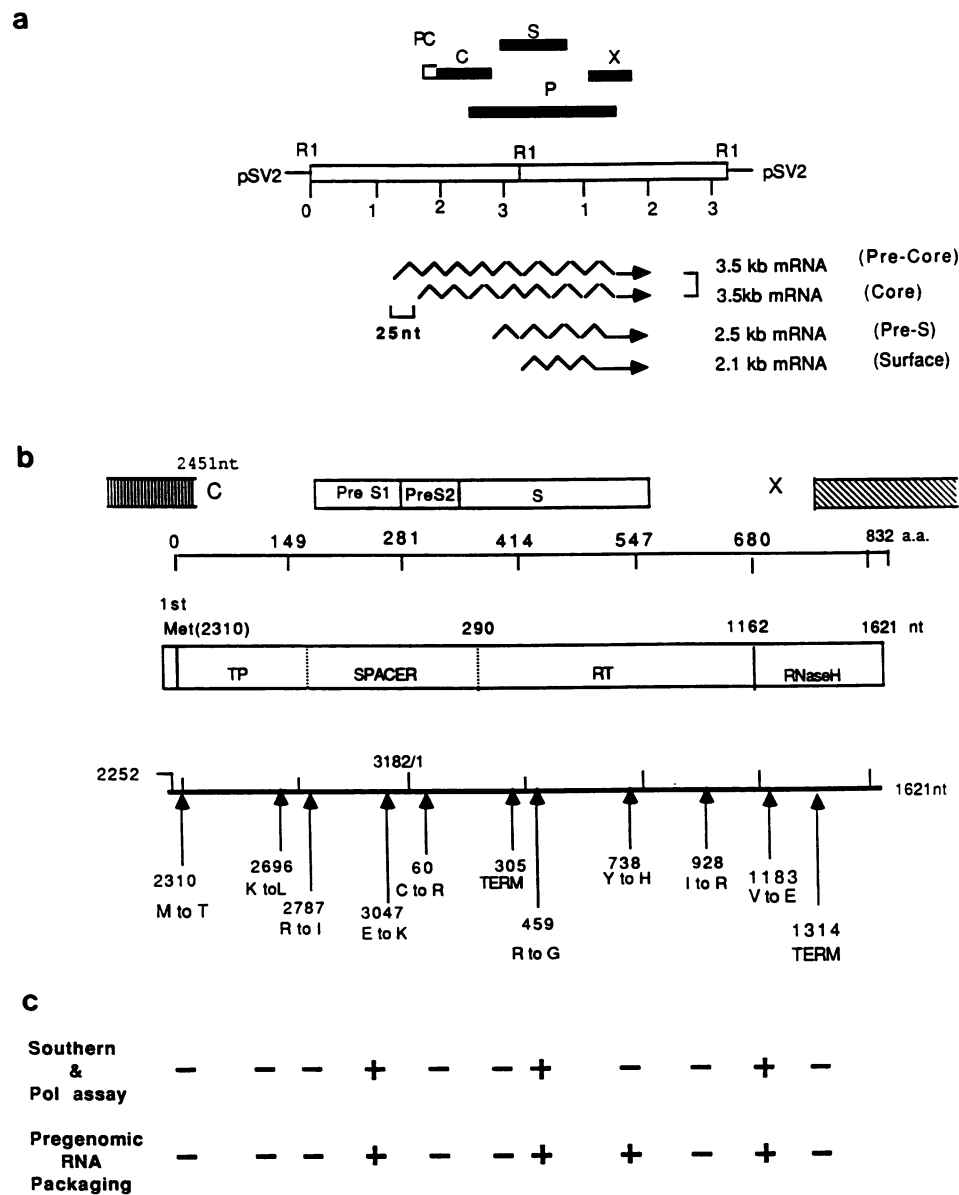 a
PC
C
S
X
P
R1 R1 R1
pSV2 pSV2
0 1 2 3 1 2 3
3.5 kb mRNA (Pre-Core)
3.5kb mRNA (Core)
25nt
2.5 kb mRNA (Pre-S)
2.1 kb mRNA (Surface)
b
2451nt
C
Pre S1 PreS2 S
X
0 149 281 414 547 680 832 a.a.
1st
Met(2310) 290 1162 1621 nt
TP SPACER RT RNaseH
3182/1
2252 1621nt
2310
M to T
2696
K toL
2787
R to I
3047
E to K
60
C to R
305
TERM
459
R to G
738
Y to H
928
I to R
1183
V to E
1314
TERM
c
Southern
&
Pol assay
− − − + − − + − − + −
Pregenomic
RNA
Packaging
− − − + − − + + − + −